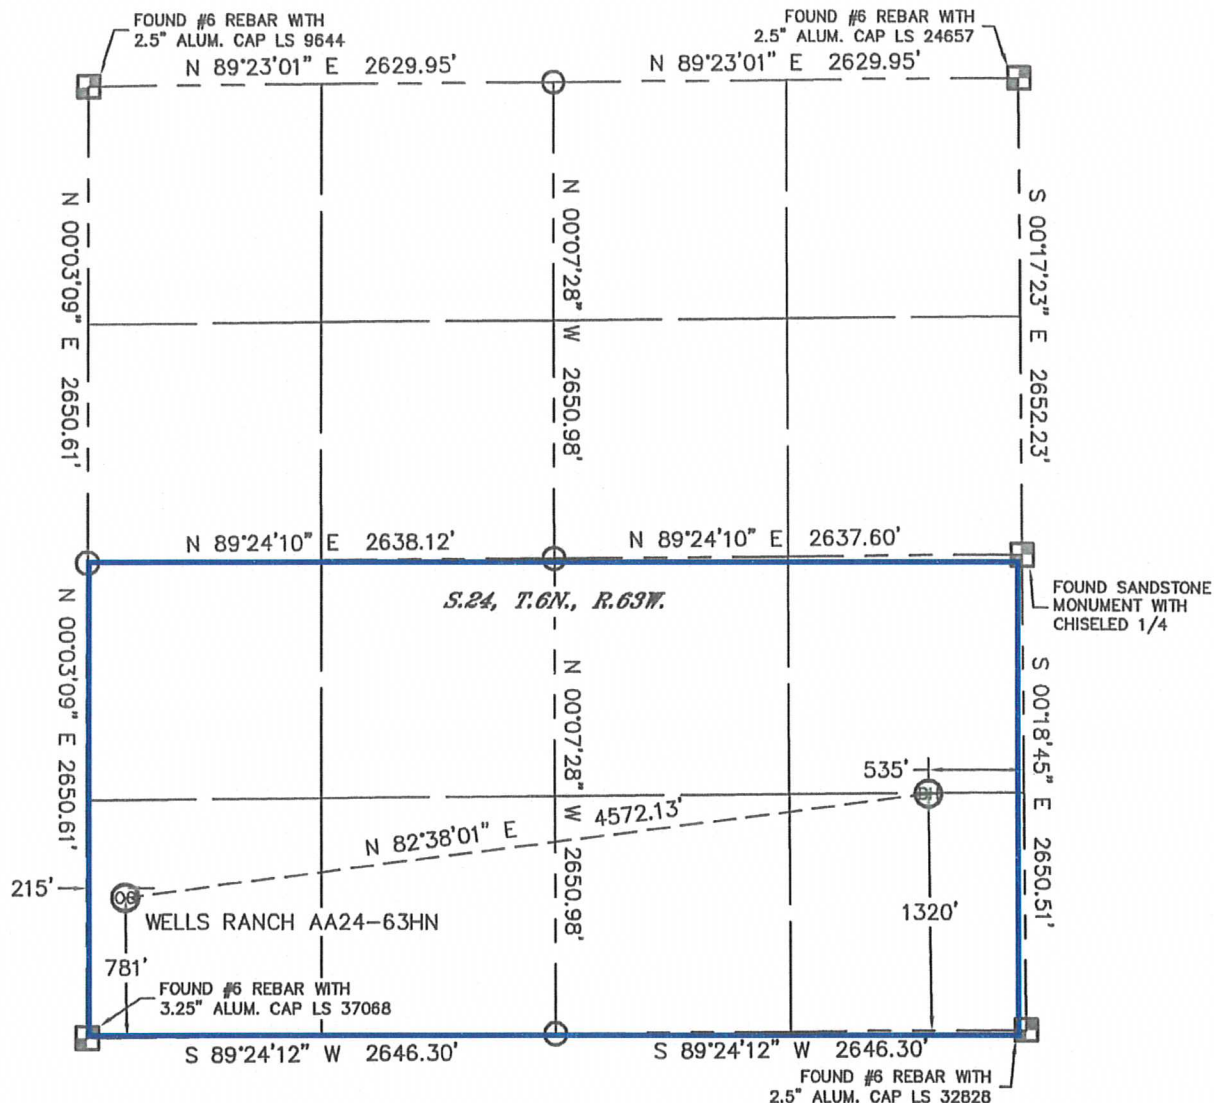 FOUND #6 REBAR WITH
2.5" ALUM. CAP LS 9644
FOUND #6 REBAR WITH
2.5" ALUM. CAP LS 24657
N 89°23'01" E 2629.95'
N 89°23'01" E 2629.95'
N 00°03'09" E 2650.61'
N 00°07'28" W 2650.98'
S 00°17'23" E 2652.23'
N 89°24'10" E 2638.12'
N 89°24'10" E 2637.60'
S.24, T.6N., R.63W.
FOUND SANDSTONE
MONUMENT WITH
CHISELED 1/4
N 00°03'09" E 2650.61'
N 00°07'28" W 2650.98'
S 00°18'45" E 2650.51'
535'
BH
N 82°38'01" E 4572.13'
215'
OG
WELLS RANCH AA24-63HN
1320'
781'
FOUND #6 REBAR WITH
3.25" ALUM. CAP LS 37068
S 89°24'12" W 2646.30'
S 89°24'12" W 2646.30'
FOUND #6 REBAR WITH
2.5" ALUM. CAP LS 32828